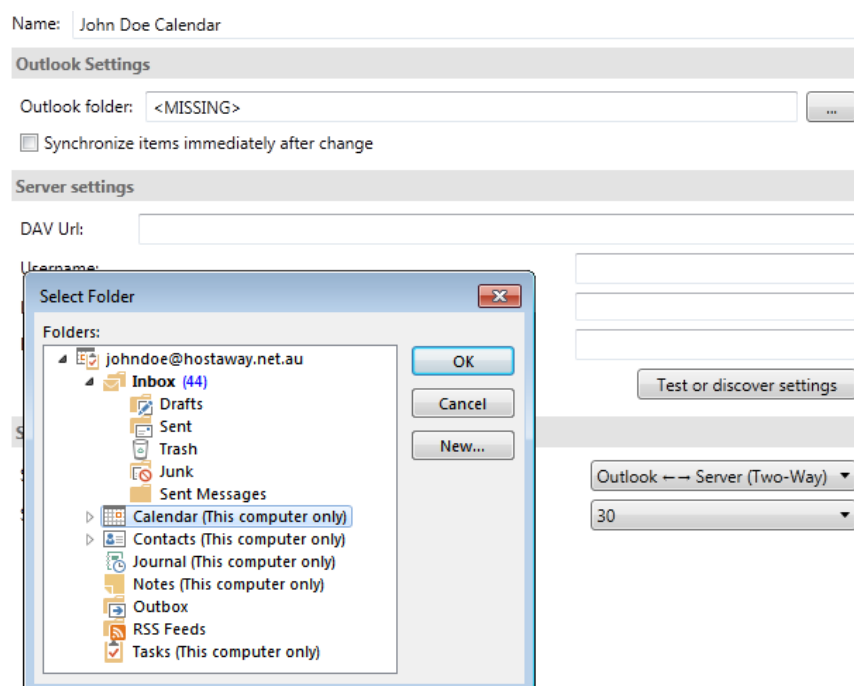 Name: John Doe Calendar
Outlook Settings
Outlook folder: <MISSING>
...
Synchronize items immediately after change
Server settings
DAV Url:
Username:
Select Folder
Folders:
johndoe@hostaway.net.au
Inbox (44)
Drafts
Sent
Trash
Junk
Sent Messages
Calendar (This computer only)
Contacts (This computer only)
Journal (This computer only)
Notes (This computer only)
Outbox
RSS Feeds
Tasks (This computer only)
OK
Cancel
New...
Test or discover settings
Outlook ←→ Server (Two-Way)
30